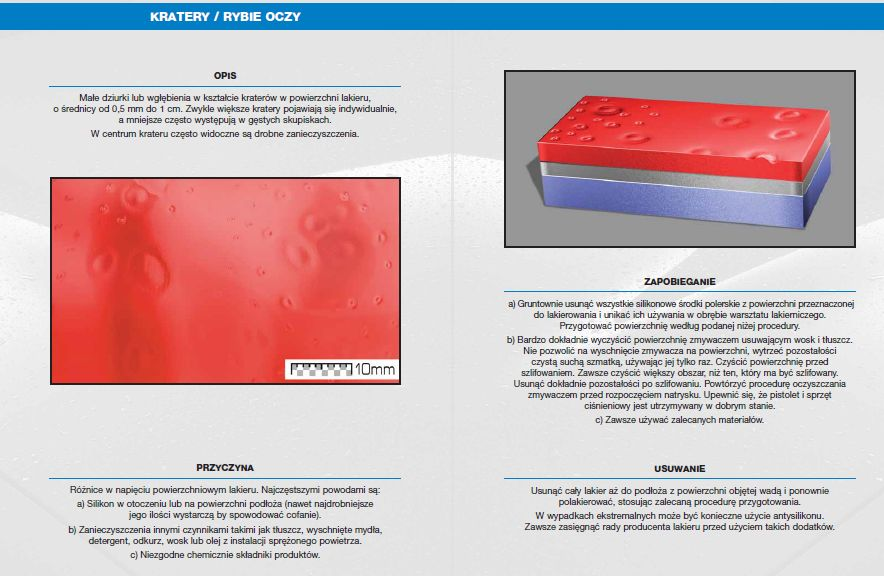 KRATERY / RYBIE OCZY
OPIS
Małe dziurki lub wgłębienia w kształcie kraterów w powierzchni lakieru,
o średnicy od 0,5 mm do 1 cm. Zwykle większe kratery pojawiają się indywidualnie,
a mniejsze często występują w gęstych skupiskach.
W centrum krateru często widoczne są drobne zanieczyszczenia.
10mm
PRZYCZYNA
Różnice w napięciu powierzchniowym lakieru. Najczęstszymi powodami są:
a) Silikon w otoczeniu lub na powierzchni podłoża (nawet najdrobniejsze
jego ilości wystarczą by spowodować cofanie).
b) Zanieczyszczenia innymi czynnikami takimi jak tłuszcz, wyschnięte mydła,
detergent, odkurz, wosk lub olej z instalacji sprężonego powietrza.
c) Niezgodne chemicznie składniki produktów.
ZAPOBIEGANIE
a) Gruntownie usunąć wszystkie silikonowe środki polerskie z powierzchni przeznaczonej
do lakierowania i unikać ich używania w obrębie warsztatu lakierniczego.
Przygotować powierzchnię według podanej niżej procedury.
b) Bardzo dokładnie wyczyścić powierzchnię zmywaczem usuwającym wosk i tłuszcz.
Nie pozwolić na wyschnięcie zmywacza na powierzchni, wytrzeć pozostałości
czystą suchą szmatką, używając jej tylko raz. Czyścić powierzchnię przed
szlifowaniem. Zawsze czyścić większy obszar, niż ten, który ma być szlifowany.
Usunąć dokładnie pozostałości po szlifowaniu. Powtórzyć procedurę oczyszczania
zmywaczem przed rozpoczęciem natrysku. Upewnić się, że pistolet i sprzęt
ciśnieniowy jest utrzymywany w dobrym stanie.
c) Zawsze używać zalecanych materiałów.
USUWANIE
Usunąć cały lakier aż do podłoża z powierzchni objętej wadą i ponownie
polakierować, stosując zalecaną procedurę przygotowania.
W wypadkach ekstremalnych może być konieczne użycie antysilikonu.
Zawsze zasięgnąć rady producenta lakieru przed użyciem takich dodatków.